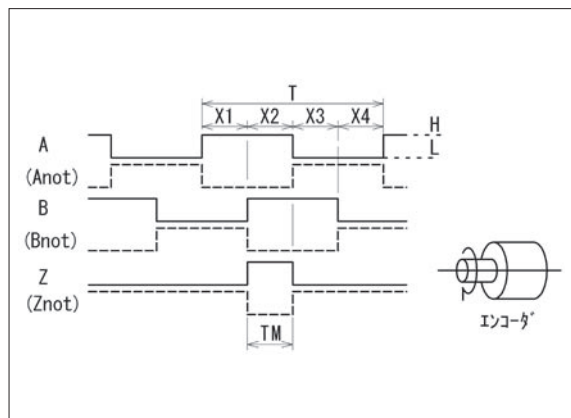 T
X1 X2 X3 X4
A
H
L
(Anot)
B
(Bnot)
Z
(Znot)
TM
ｴﾝｺｰﾀﾞ